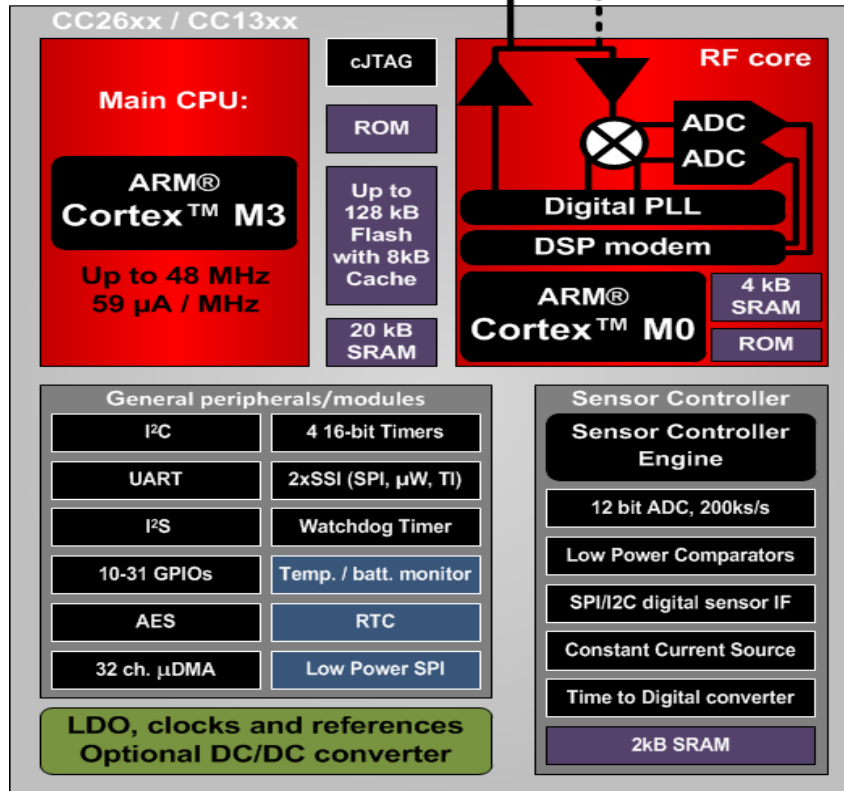 CC26xx / CC13xx
Main CPU:
ARM®
Cortex™ M3
Up to 48 MHz
59 µA / MHz
cJTAG
ROM
Up to
128 kB
Flash
with 8kB
Cache
20 kB
SRAM
RF core
ADC
ADC
Digital PLL
DSP modem
ARM®
Cortex™ M0
4 kB
SRAM
ROM
General peripherals/modules
I²C
4 16-bit Timers
UART
2xSSI (SPI, µW, TI)
I²S
Watchdog Timer
10-31 GPIOs
Temp. / batt. monitor
AES
RTC
32 ch. µDMA
Low Power SPI
LDO, clocks and references
Optional DC/DC converter
Sensor Controller
Sensor Controller
Engine
12 bit ADC, 200ks/s
Low Power Comparators
SPI/I2C digital sensor IF
Constant Current Source
Time to Digital converter
2kB SRAM